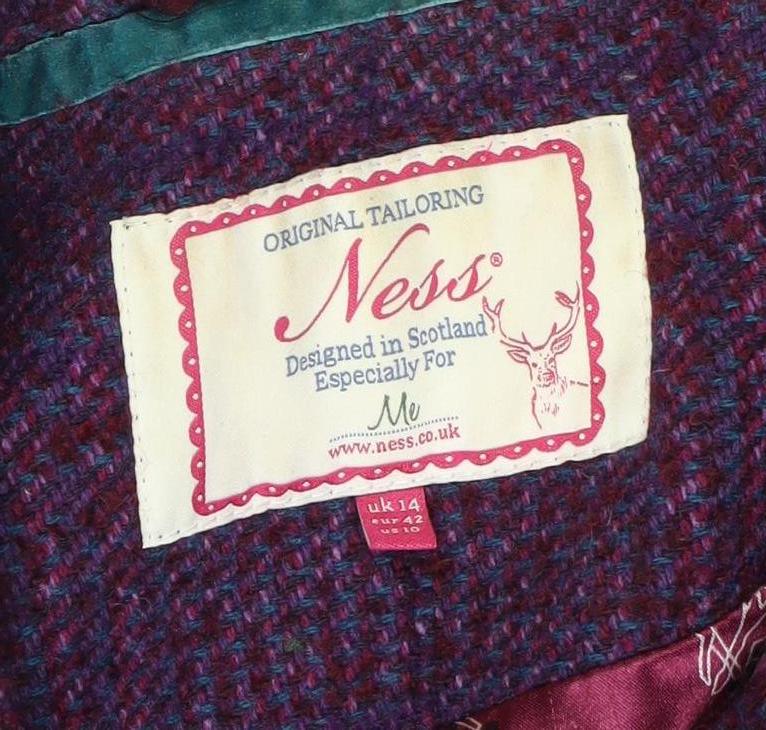 ORIGINAL TAILORING
Ness®
Designed in Scotland
Especially For
Me
www.ness.co.uk
uk 14
eur 42
us 10